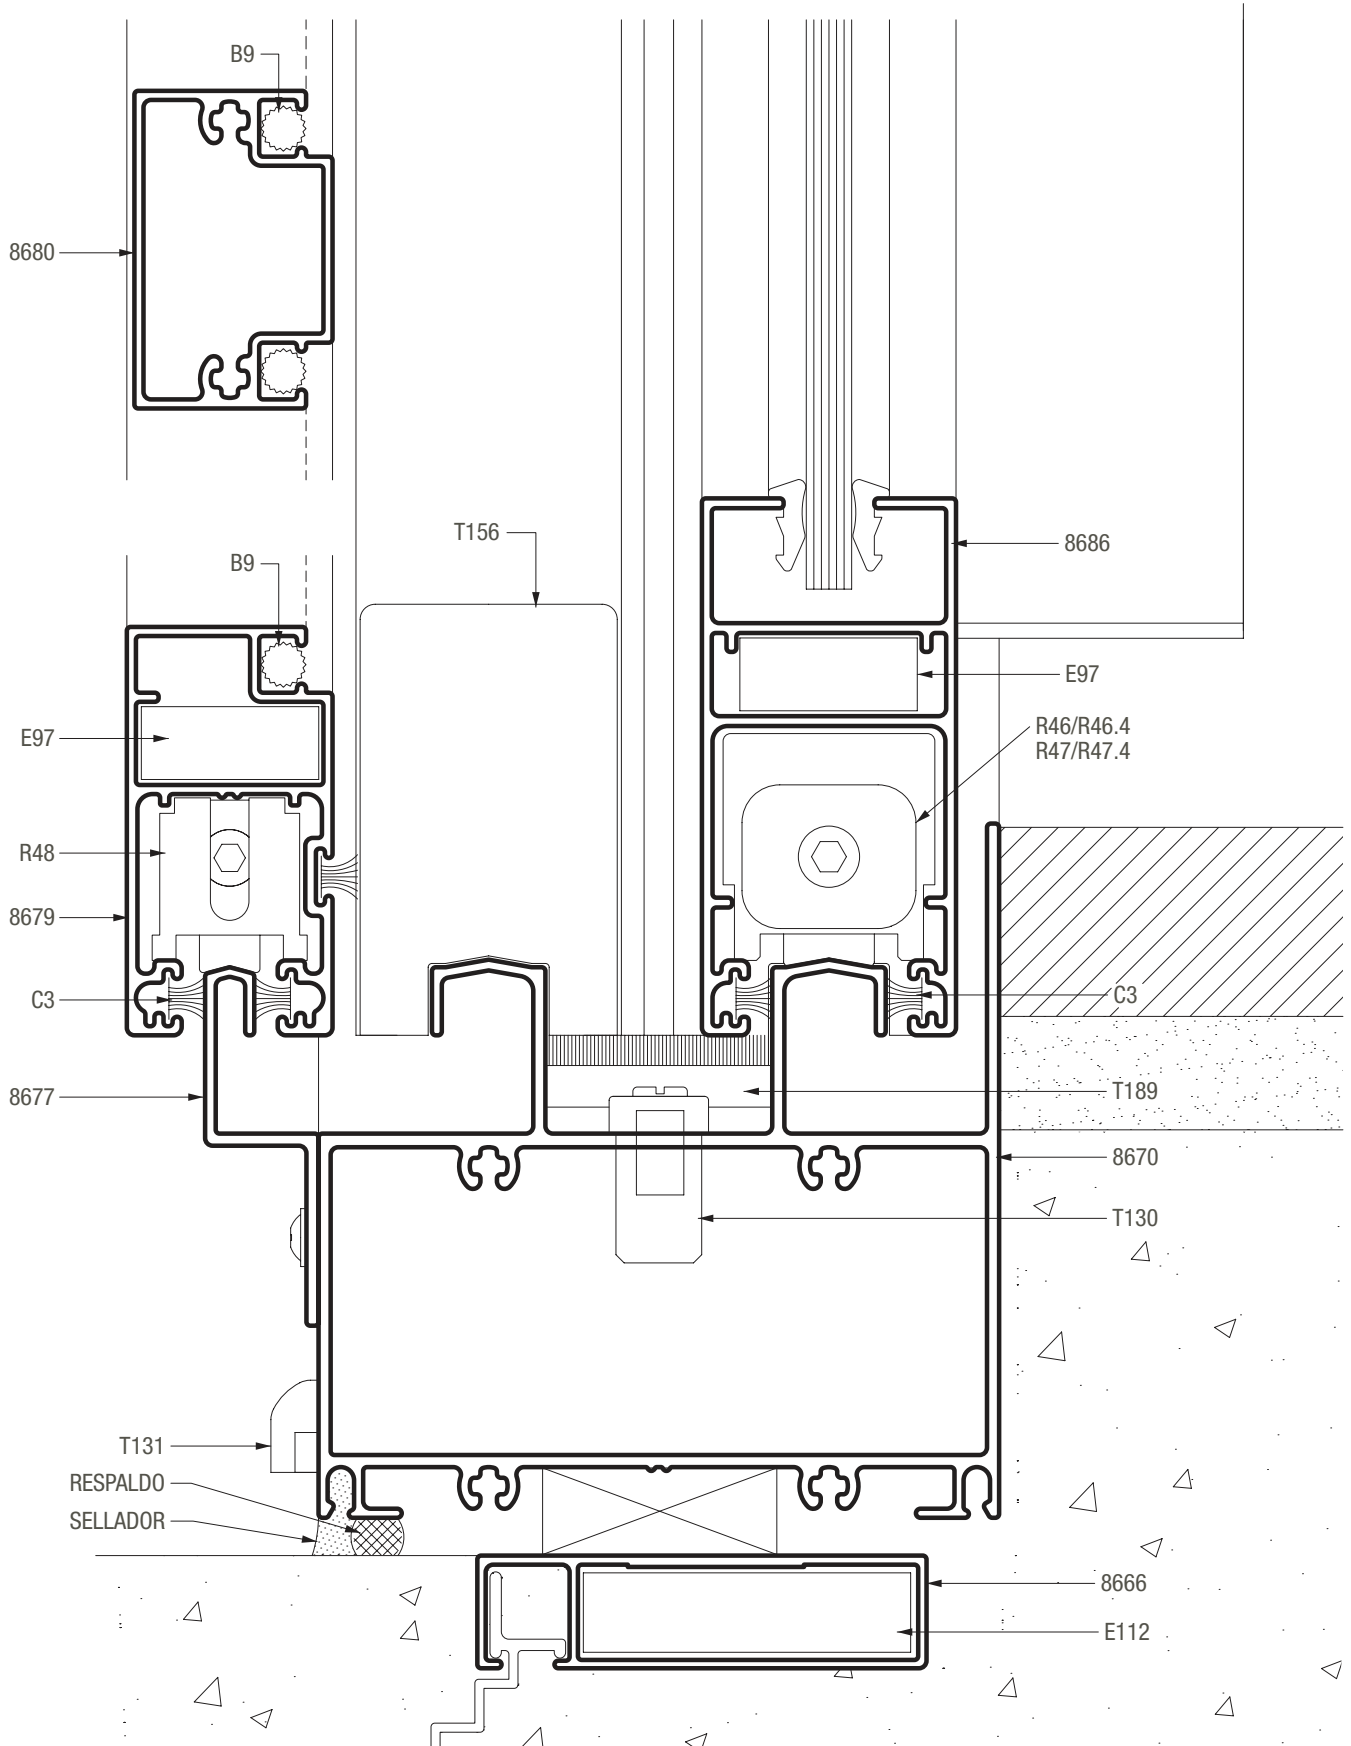 B9
8680
T156
8686
B9
E97
E97
R46/R46.4
R47/R47.4
R48
8679
C3
C3
8677
T189
8670
T130
T131
RESPALDO
SELLADOR
8666
E112